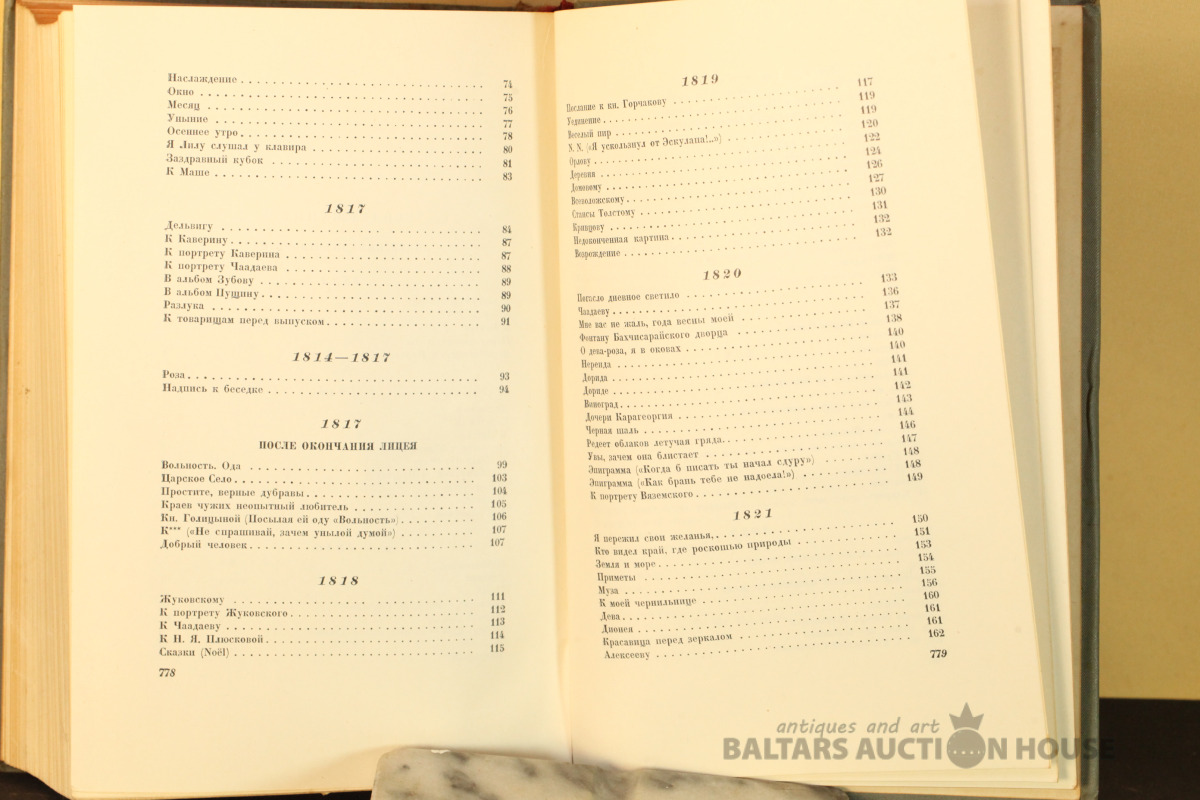 Наслаждение . . . . . . . . . . 74
Окно . . . . . . . . . . 75
Месяц . . . . . . . . . . 76
Уныние . . . . . . . . . . 77
Осеннее утро . . . . . . . . . . 78
Я Лилу слушал у клавира . . . . . . . . . . 80
Заздравный кубок . . . . . . . . . . 81
К Маше . . . . . . . . . . 83
1817
Дельвигу . . . . . . . . . . 84
К Каверину . . . . . . . . . . 87
К портрету Каверина . . . . . . . . . . 87
К портрету Чаадаева . . . . . . . . . . 88
В альбом Зубову . . . . . . . . . . 89
В альбом Пущину . . . . . . . . . . 89
Разлука . . . . . . . . . . 90
К товарищам перед выпуском . . . . . . . . . . 91
1814—1817
Роза . . . . . . . . . . 93
Надпись к беседке . . . . . . . . . . 94
1817
ПОСЛЕ ОКОНЧАНИЯ ЛИЦЕЯ
Вольность. Ода . . . . . . . . . . 99
Царское Село . . . . . . . . . . 103
Простите, верные дубравы . . . . . . . . . . 104
Краев чужих неопытный любитель . . . . . . . . . . 105
Кн. Голицыной (Посылая ей оду «Вольность») . . . . . . . . . . 106
К*** («Не спрашивай, зачем унылой думой») . . . . . . . . . . 107
Добрый человек . . . . . . . . . . 107
1818
Жуковскому . . . . . . . . . . 111
К портрету Жуковского . . . . . . . . . . 112
К Чаадаеву . . . . . . . . . . 113
К Н. Я. Плюсковой . . . . . . . . . . 114
Сказки (Noël) . . . . . . . . . . 115
778
1819
Послание к кн. Горчакову . . . . . . . . . . 117
Уединение . . . . . . . . . . 119
Веселый пир . . . . . . . . . . 119
N. N. («Я ускользнул от Эскулапа!..») . . . . . . . . . . 120
Орлову . . . . . . . . . . 122
Деревня . . . . . . . . . . 124
Домовому . . . . . . . . . . 126
Всеволожскому . . . . . . . . . . 127
Стансы Толстому . . . . . . . . . . 130
Кривцову . . . . . . . . . . 131
Недоконченная картина . . . . . . . . . . 132
Возрождение . . . . . . . . . . 132
1820
Погасло дневное светило . . . . . . . . . . 133
Чаадаеву . . . . . . . . . . 136
Мне вас не жаль, года весны моей . . . . . . . . . . 137
Фонтану Бахчисарайского дворца . . . . . . . . . . 138
О дева-роза, я в оковах . . . . . . . . . . 140
Нереида . . . . . . . . . . 140
Дорида . . . . . . . . . . 141
Дориде . . . . . . . . . . 141
Виноград . . . . . . . . . . 142
Дочери Карагеоргия . . . . . . . . . . 143
Черная шаль . . . . . . . . . . 144
Редеет облаков летучая гряда . . . . . . . . . . 146
Увы, зачем она блистает . . . . . . . . . . 147
Эпиграмма («Когда б писать ты начал сдуру») . . . . . . . . . . 148
Эпиграмма («Как брань тебе не надоела!») . . . . . . . . . . 148
К портрету Вяземского . . . . . . . . . . 149
1821
Я пережил свои желанья . . . . . . . . . . 150
Кто видел край, где роскошью природы . . . . . . . . . . 151
Земля и море . . . . . . . . . . 153
Приметы . . . . . . . . . . 154
Муза . . . . . . . . . . 155
К моей чернильнице . . . . . . . . . . 156
Дева . . . . . . . . . . 160
Дионея . . . . . . . . . . 161
Красавица перед зеркалом . . . . . . . . . . 161
Алексееву . . . . . . . . . . 162
779
antiques and art
BALTARS AUCTION HOUSE